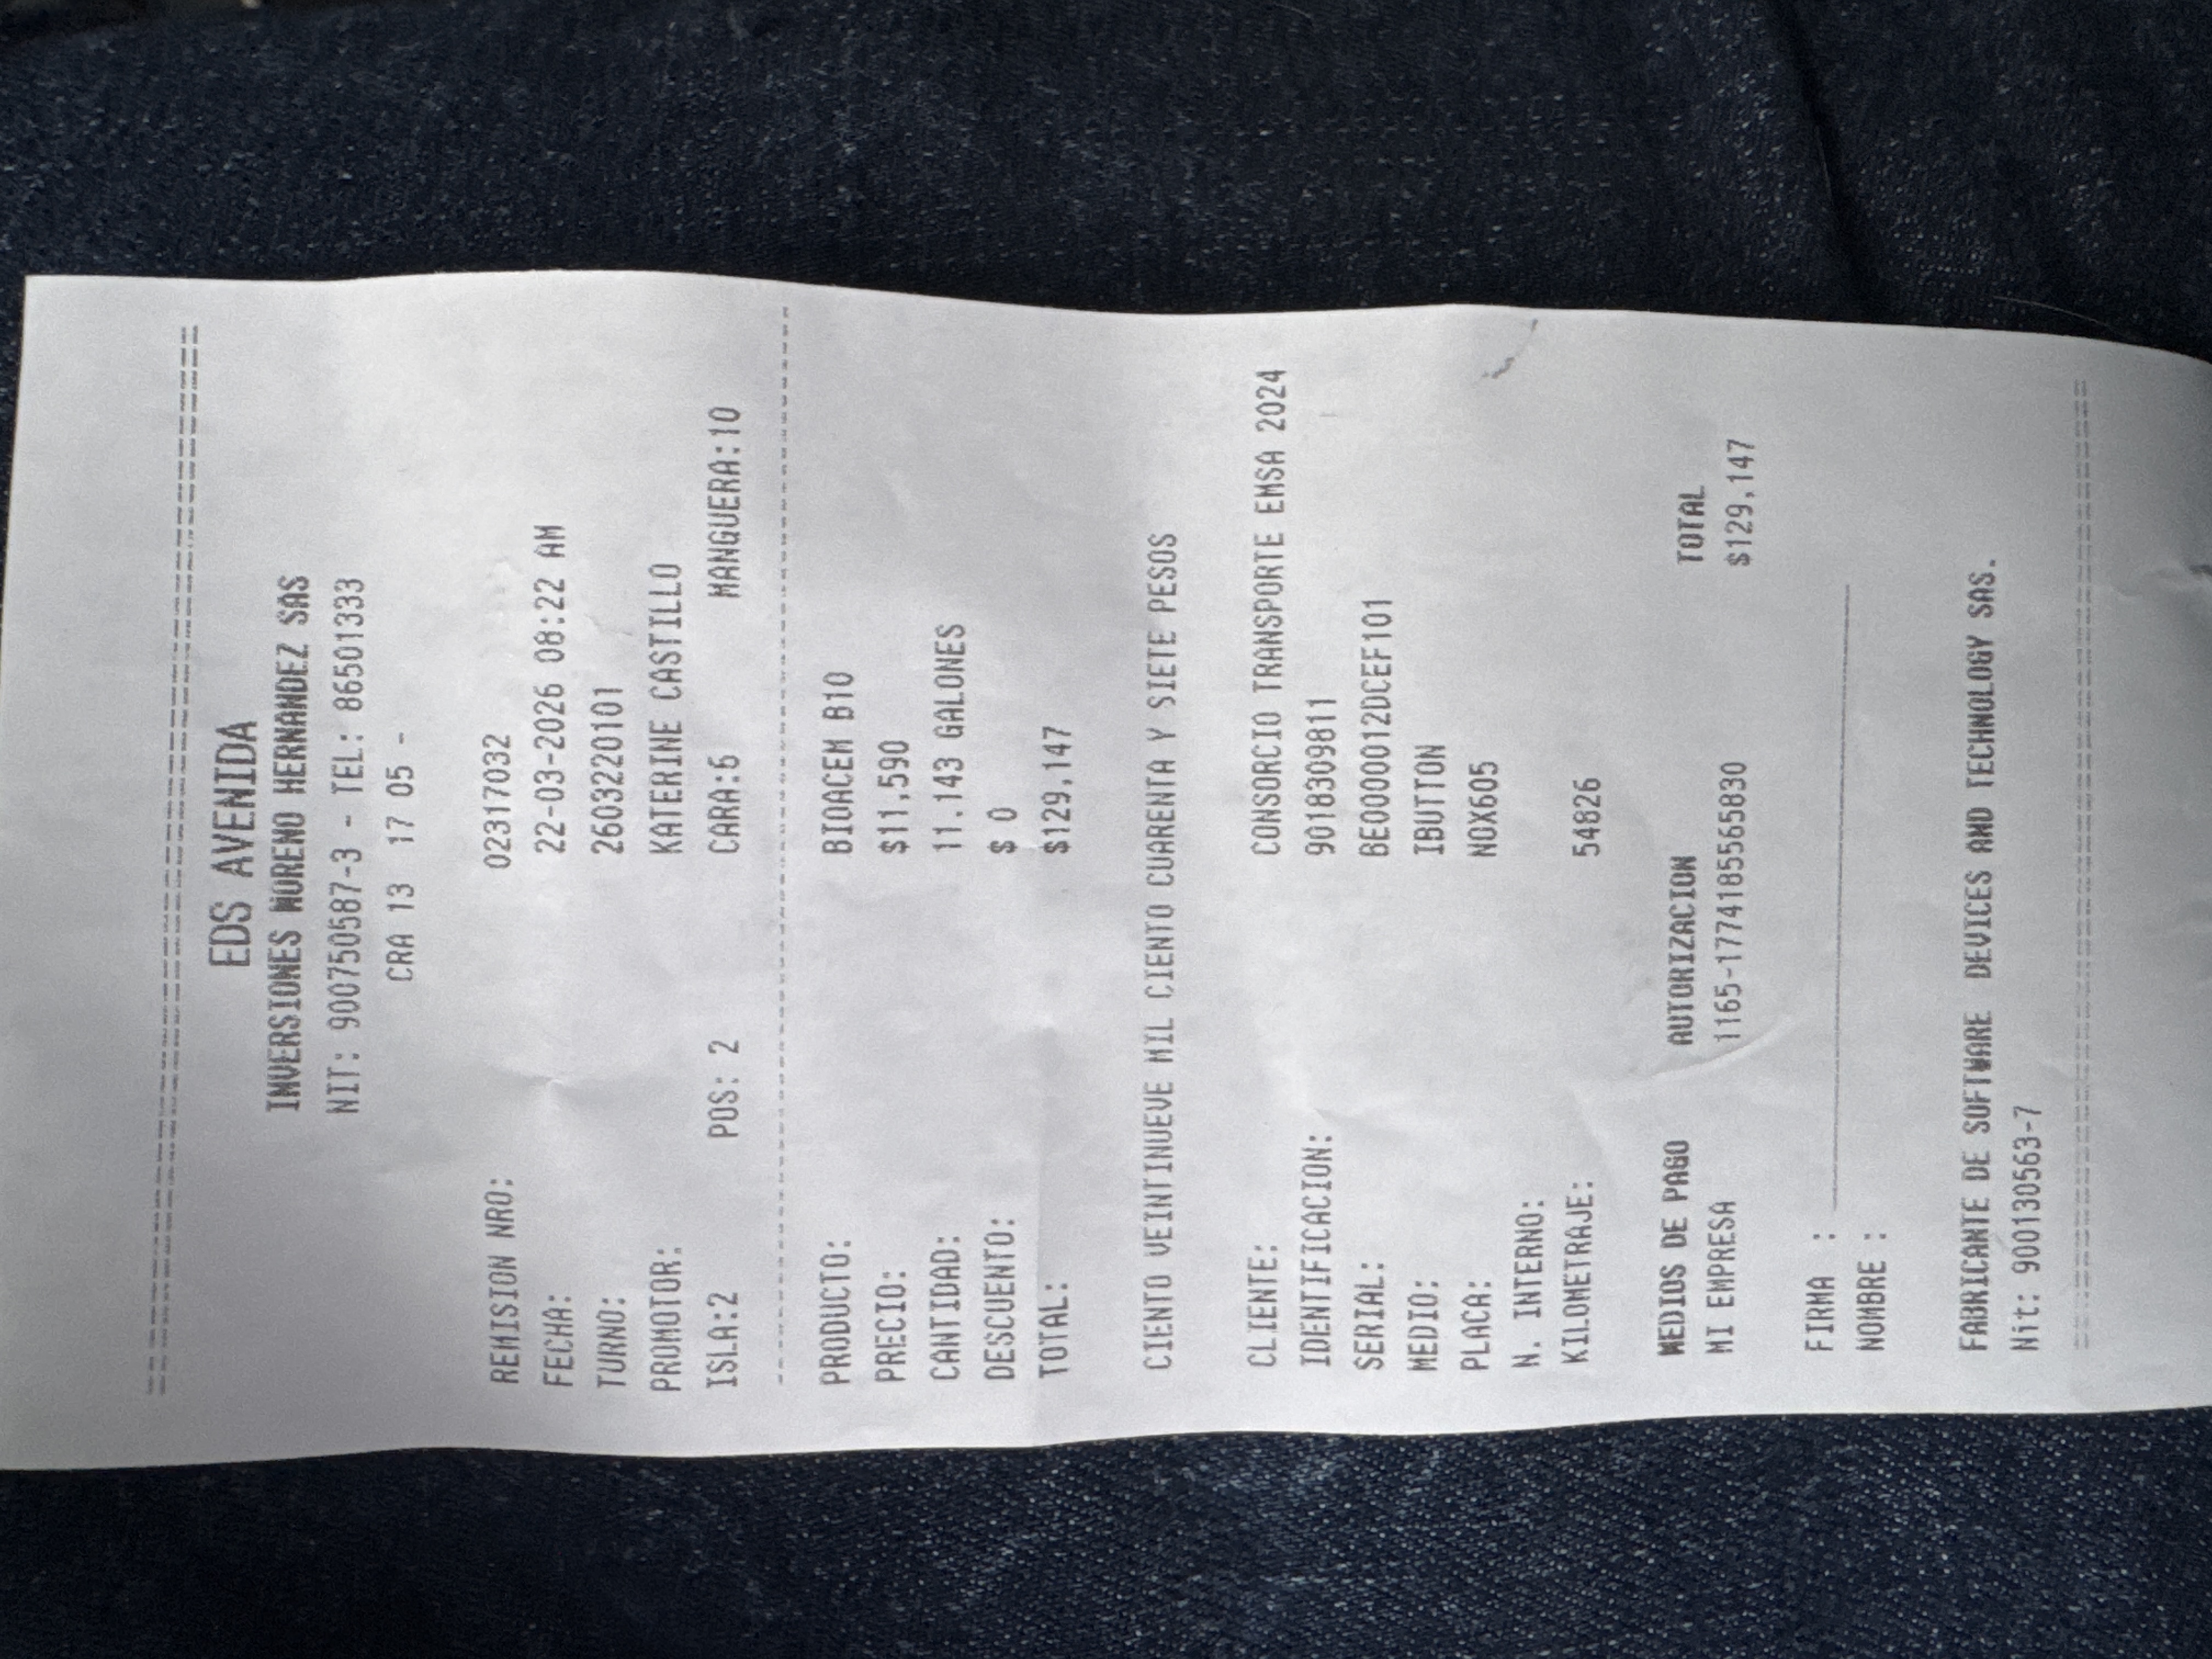 EDS AVENIDA
INVERSIONES MORENO HERNANDEZ SAS
NIT: 900750587-3 - TEL: 86501333
CRA 13 17 05 -
REMISION NRO: 02317032
FECHA: 22-03-2026 08:22 AM
TURNO: 260322010​1
PROMOTOR: KATERINE CASTILLO
ISLA:2 POS: 2 CARA:6 MANGUERA:10
PRODUCTO: BIOACEM B10
PRECIO: $11,590
CANTIDAD: 11.143 GALONES
DESCUENTO: $ 0
TOTAL: $129,147
CIENTO VEINTINUEVE MIL CIENTO CUARENTA Y SIETE PESOS
CLIENTE: CONSORCIO TRANSPORTE EMSA 2024
IDENTIFICACION: 9018309811
SERIAL: BE000012DCEF101
MEDIO: IBUTTON
PLACA: NOX605
N. INTERNO:
KILOMETRAJE: 54826
MEDIOS DE PAGO AUTORIZACION TOTAL
MI EMPRESA 1165-1774185565830 $129,147
FIRMA :
NOMBRE :
FABRICANTE DE SOFTWARE DEVICES AND TECHNOLOGY SAS.
Nit: 900130563-7